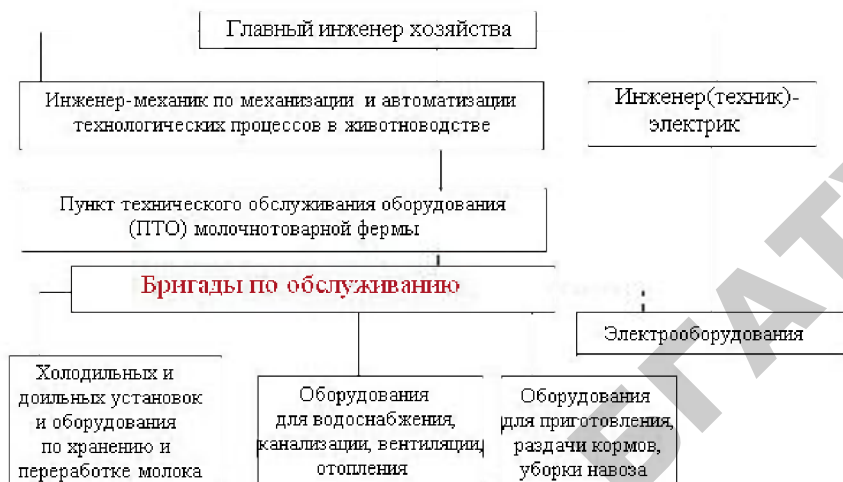 Главный инженер хозяйства
Инженер-механик по механизации и автоматизации
технологических процессов в животноводстве
Инженер(техник)-
электрик
Пункт технического обслуживания оборудования
(ПТО) молочнотоварной фермы
Бригады по обслуживанию
Электрооборудования
Холодильных и
доильных установок
и оборудования
по хранению и
переработке молока
Оборудования
для водоснабжения,
канализации, вентиляции,
отопления
Оборудования
для приготовления,
раздачи кормов,
уборки навоза
БГАТУ